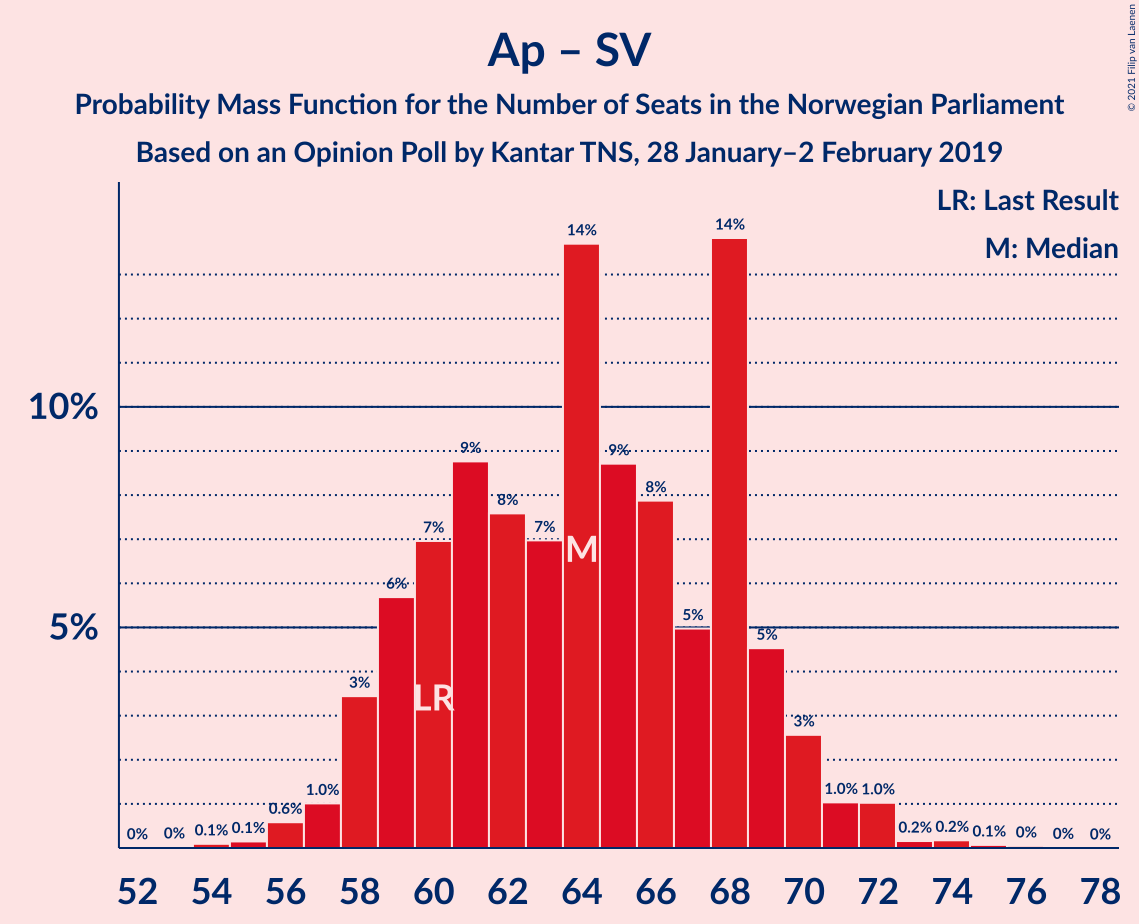 Ap – SV
Probability Mass Function for the Number of Seats in the Norwegian Parliament
Based on an Opinion Poll by Kantar TNS, 28 January–2 February 2019
© 2021 Filip van Laenen
LR: Last Result
M: Median
10%
5%
0% 0% 0.1% 0.1% 0.6% 1.0% 3% 6% 7% 9% 8% 7% 14% 9% 8% 5% 14% 5% 3% 1.0% 1.0% 0.2% 0.2% 0.1% 0% 0% 0%
LR
M
52 54 56 58 60 62 64 66 68 70 72 74 76 78